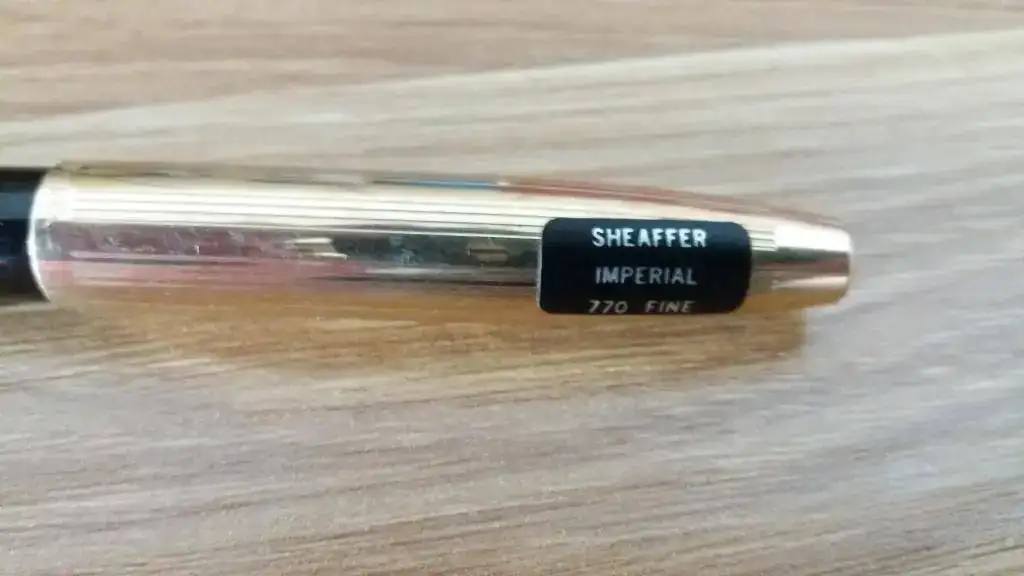 SHEAFFER
IMPERIAL
770 FINE